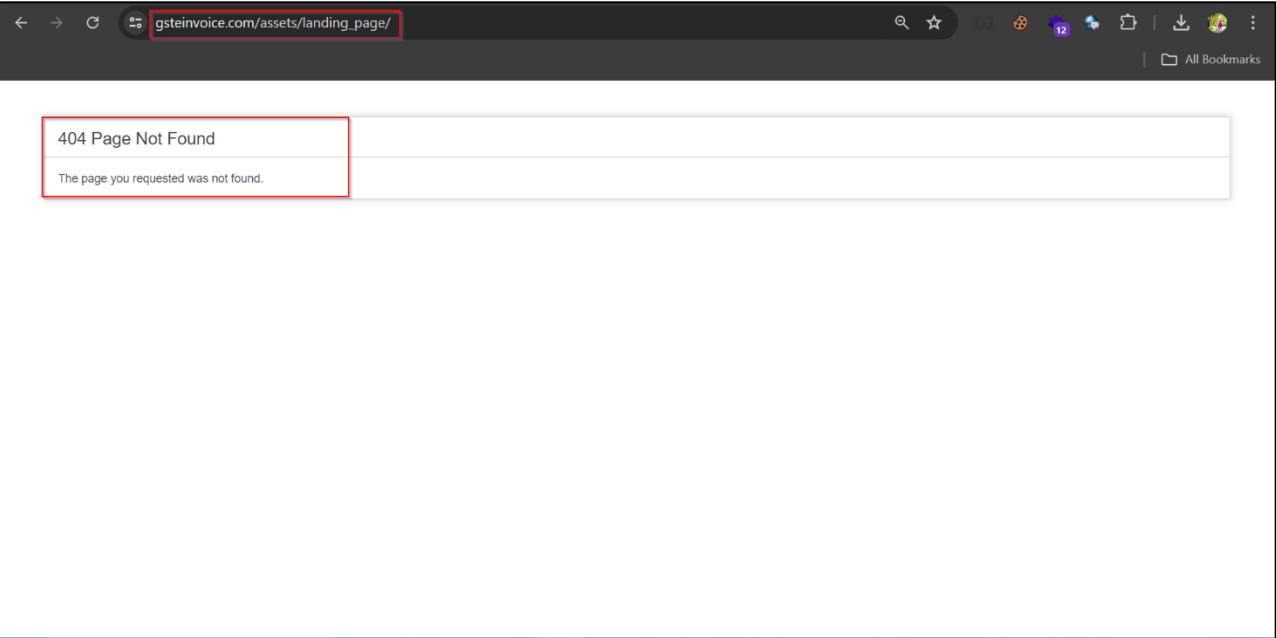 gsteinvoice.com/assets/landing_page/
12
All Bookmarks
404 Page Not Found
The page you requested was not found.